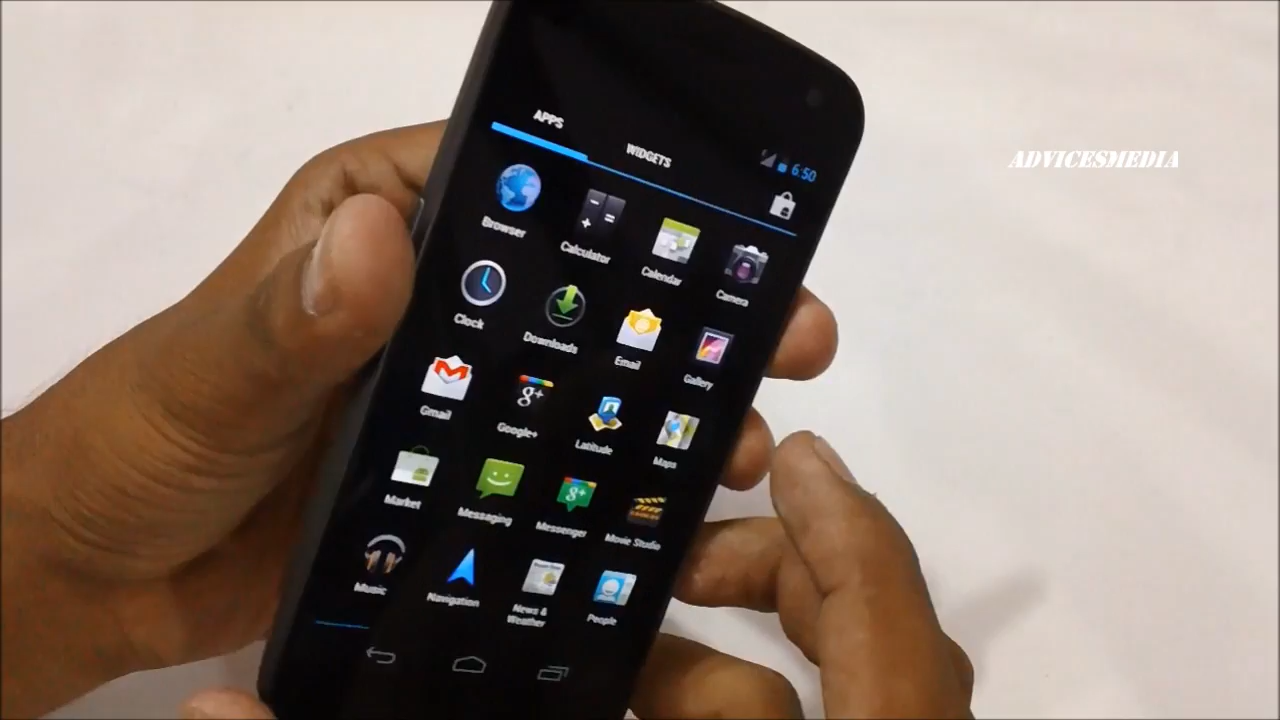 ADVICESMEDIA
6:50
APPS WIDGETS
Browser Calculator Calendar Camera
Clock Downloads Email Gallery
Gmail Google+ Latitude Maps
Market Messaging Messenger Movie Studio
Music Navigation News & Weather People